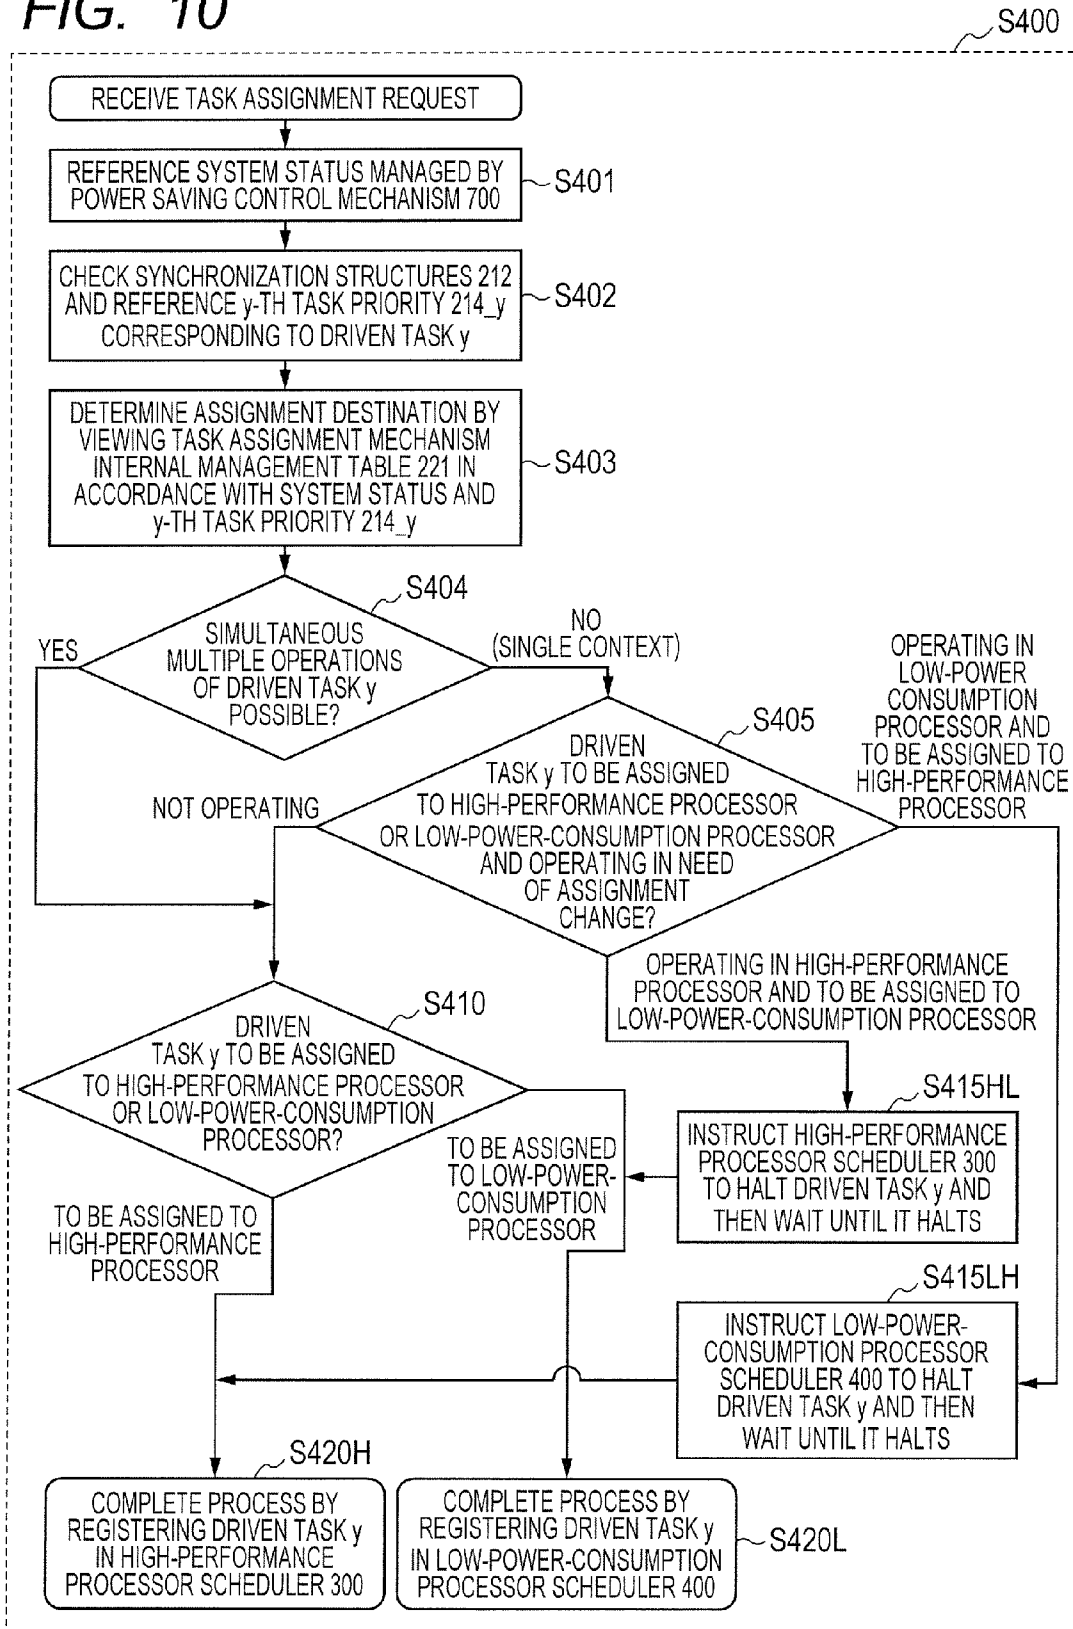 FIG. 10
S400
RECEIVE TASK ASSIGNMENT REQUEST
REFERENCE SYSTEM STATUS MANAGED BY
POWER SAVING CONTROL MECHANISM 700
S401
CHECK SYNCHRONIZATION STRUCTURES 212
AND REFERENCE y-TH TASK PRIORITY 214_y
CORRESPONDING TO DRIVEN TASK y
S402
DETERMINE ASSIGNMENT DESTINATION BY
VIEWING TASK ASSIGNMENT MECHANISM
INTERNAL MANAGEMENT TABLE 221 IN
ACCORDANCE WITH SYSTEM STATUS AND
y-TH TASK PRIORITY 214_y
S403
S404
SIMULTANEOUS
MULTIPLE OPERATIONS
OF DRIVEN TASK y
POSSIBLE?
YES
NO
(SINGLE CONTEXT)
S405
DRIVEN
TASK y TO BE ASSIGNED
TO HIGH-PERFORMANCE PROCESSOR
OR LOW-POWER-CONSUMPTION PROCESSOR
AND OPERATING IN NEED
OF ASSIGNMENT
CHANGE?
OPERATING IN
LOW-POWER
CONSUMPTION
PROCESSOR AND
TO BE ASSIGNED TO
HIGH-PERFORMANCE
PROCESSOR
NOT OPERATING
OPERATING IN HIGH-PERFORMANCE
PROCESSOR AND TO BE ASSIGNED TO
LOW-POWER-CONSUMPTION PROCESSOR
S410
DRIVEN
TASK y TO BE ASSIGNED
TO HIGH-PERFORMANCE PROCESSOR
OR LOW-POWER-CONSUMPTION
PROCESSOR?
S415HL
INSTRUCT HIGH-PERFORMANCE
PROCESSOR SCHEDULER 300
TO HALT DRIVEN TASK y AND
THEN WAIT UNTIL IT HALTS
TO BE ASSIGNED
TO LOW-POWER-
CONSUMPTION
PROCESSOR
TO BE ASSIGNED TO
HIGH-PERFORMANCE
PROCESSOR
S415LH
INSTRUCT LOW-POWER-
CONSUMPTION PROCESSOR
SCHEDULER 400 TO HALT
DRIVEN TASK y AND THEN
WAIT UNTIL IT HALTS
S420H
COMPLETE PROCESS BY
REGISTERING DRIVEN TASK y
IN HIGH-PERFORMANCE
PROCESSOR SCHEDULER 300
COMPLETE PROCESS BY
REGISTERING DRIVEN TASK y
IN LOW-POWER-CONSUMPTION
PROCESSOR SCHEDULER 400
S420L